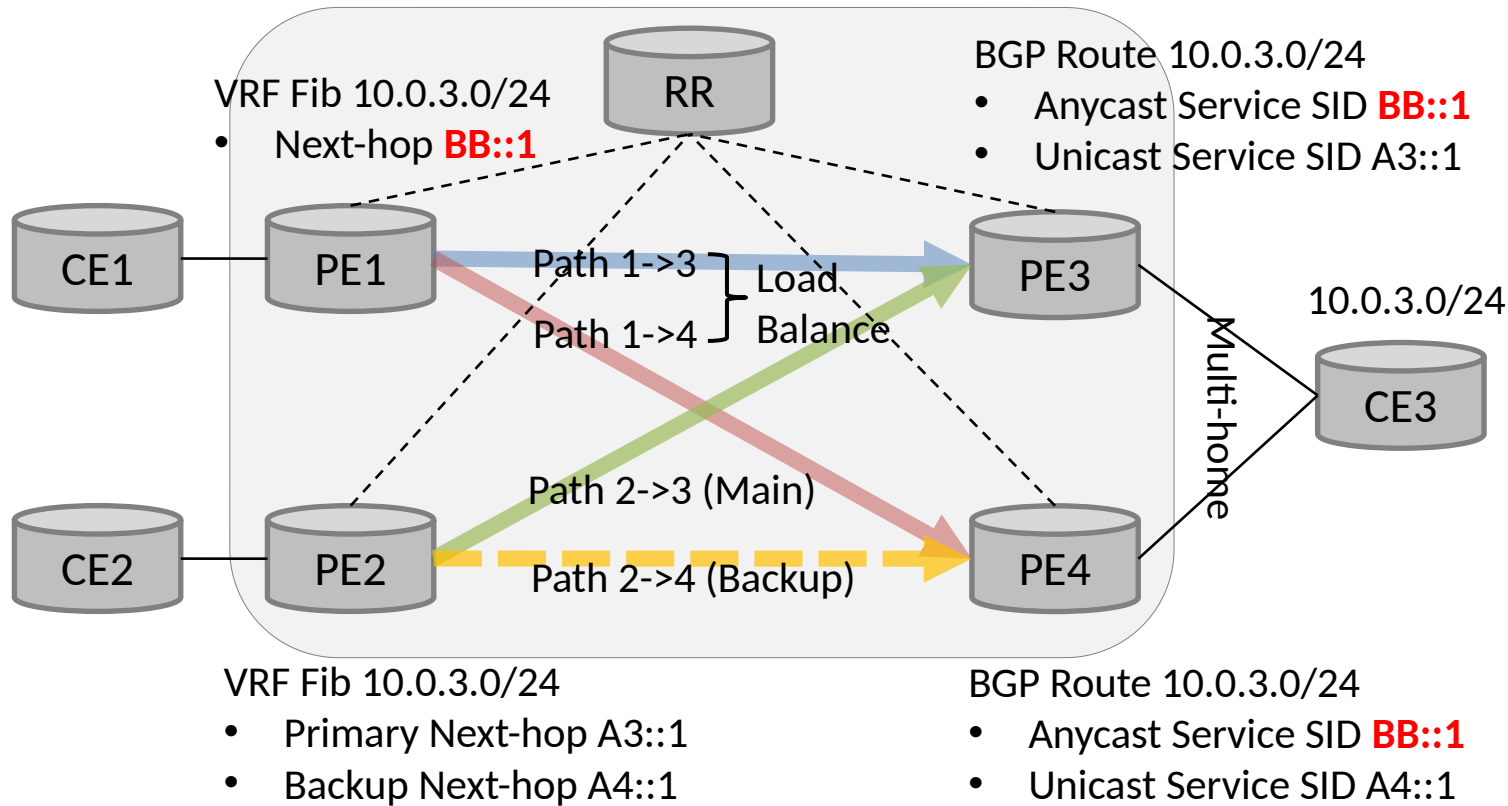 RR
VRF Fib 10.0.3.0/24
• Next-hop BB::1
BGP Route 10.0.3.0/24
• Anycast Service SID BB::1
• Unicast Service SID A3::1
CE1
PE1
Path 1->3
Path 1->4
Load
Balance
PE3
10.0.3.0/24
Multi-home
CE3
Path 2->3 (Main)
CE2
PE2
Path 2->4 (Backup)
PE4
VRF Fib 10.0.3.0/24
• Primary Next-hop A3::1
• Backup Next-hop A4::1
BGP Route 10.0.3.0/24
• Anycast Service SID BB::1
• Unicast Service SID A4::1